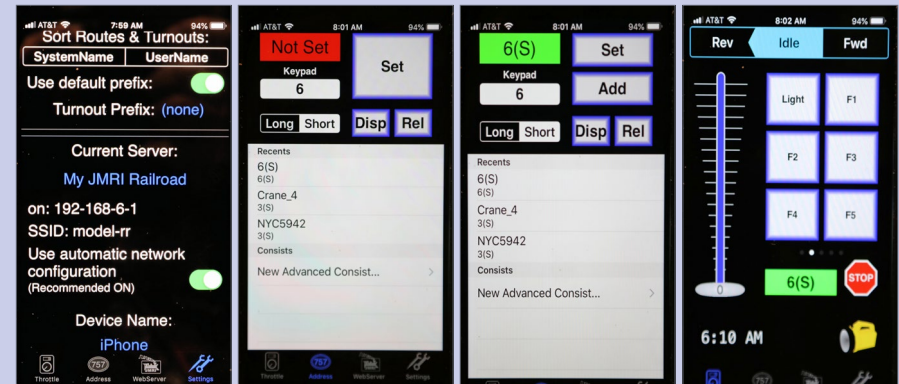 AT&T 7:59 AM 94%
Sort Routes & Turnouts:
SystemName UserName
Use default prefix:
Turnout Prefix: (none)
Current Server:
My JMRI Railroad
on: 192-168-6-1
SSID: model-rr
Use automatic network
configuration
(Recommended ON)
Device Name:
iPhone
757
Throttle Address WebServer Settings
AT&T 8:01 AM 94%
Not Set
Set
Keypad
6
Long Short Disp Rel
Recents
6(S)
6(S)
Crane_4
3(S)
NYC5942
3(S)
Consists
New Advanced Consist... >
757
Throttle Address WebServer Settings
AT&T 8:01 AM 94%
6(S) Set
Keypad
6 Add
Long Short Disp Rel
Recents
6(S)
6(S)
Crane_4
3(S)
NYC5942
3(S)
Consists
New Advanced Consist... >
AT&T 8:02 AM 94%
Rev Idle Fwd
Light F1
F2 F3
F4 F5
0 6(S) STOP
6:10 AM
757